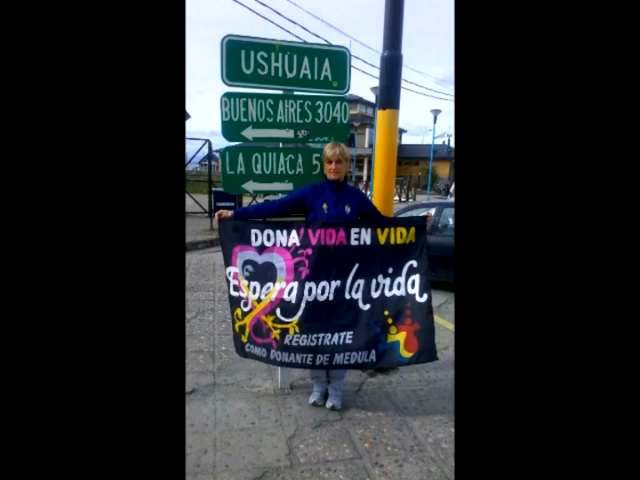 USHUAIA
BUENOS AIRES 3040
LA QUIACA 5
DONA VIDA EN VIDA
Espera por la vida
REGISTRATE
COMO DONANTE DE MEDULA